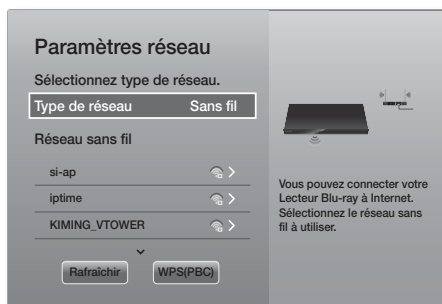 Paramètres réseau
Sélectionnez type de réseau.
Type de réseau Sans fil
Réseau sans fil
si-ap
iptime
KIMING_VTOWER
Rafraîchir WPS(PBC)
Vous pouvez connecter votre
Lecteur Blu-ray à Internet.
Sélectionnez le réseau sans
fil à utiliser.